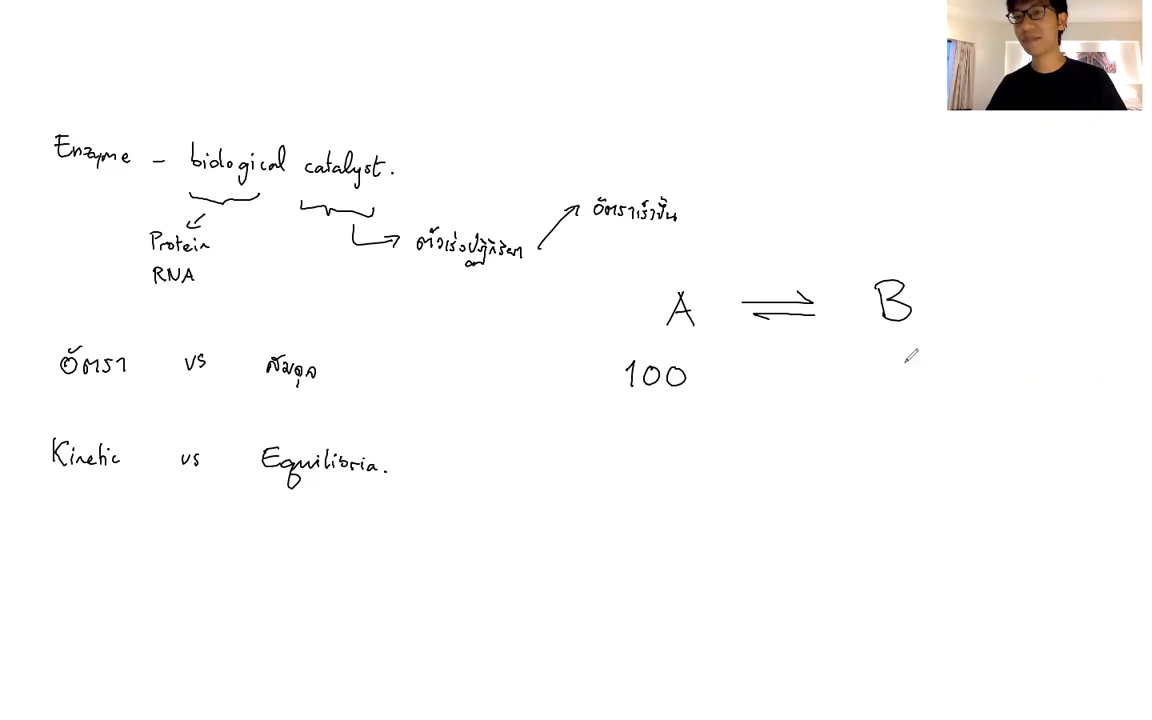 Enzyme - biological catalyst.
Protein
RNA
ตัวเร่งปฏิกิริยา
อัตราเร็วขึ้น
A ⇌ B
100
อัตรา vs สมดุล
Kinetic vs Equilibria.